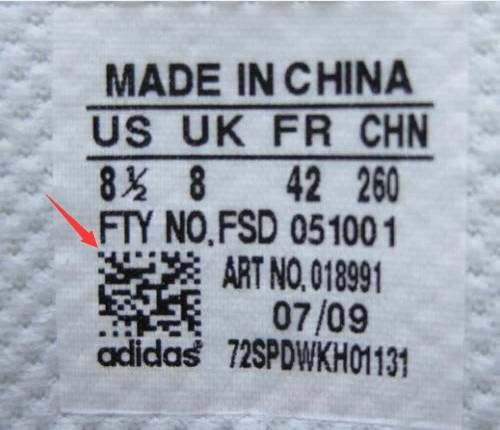 MADE IN CHINA
US UK FR CHN
8½ 8 42 260
FTY NO. FSD 051001
ART NO. 018991
07/09
adidas® 72SPDWKH01131